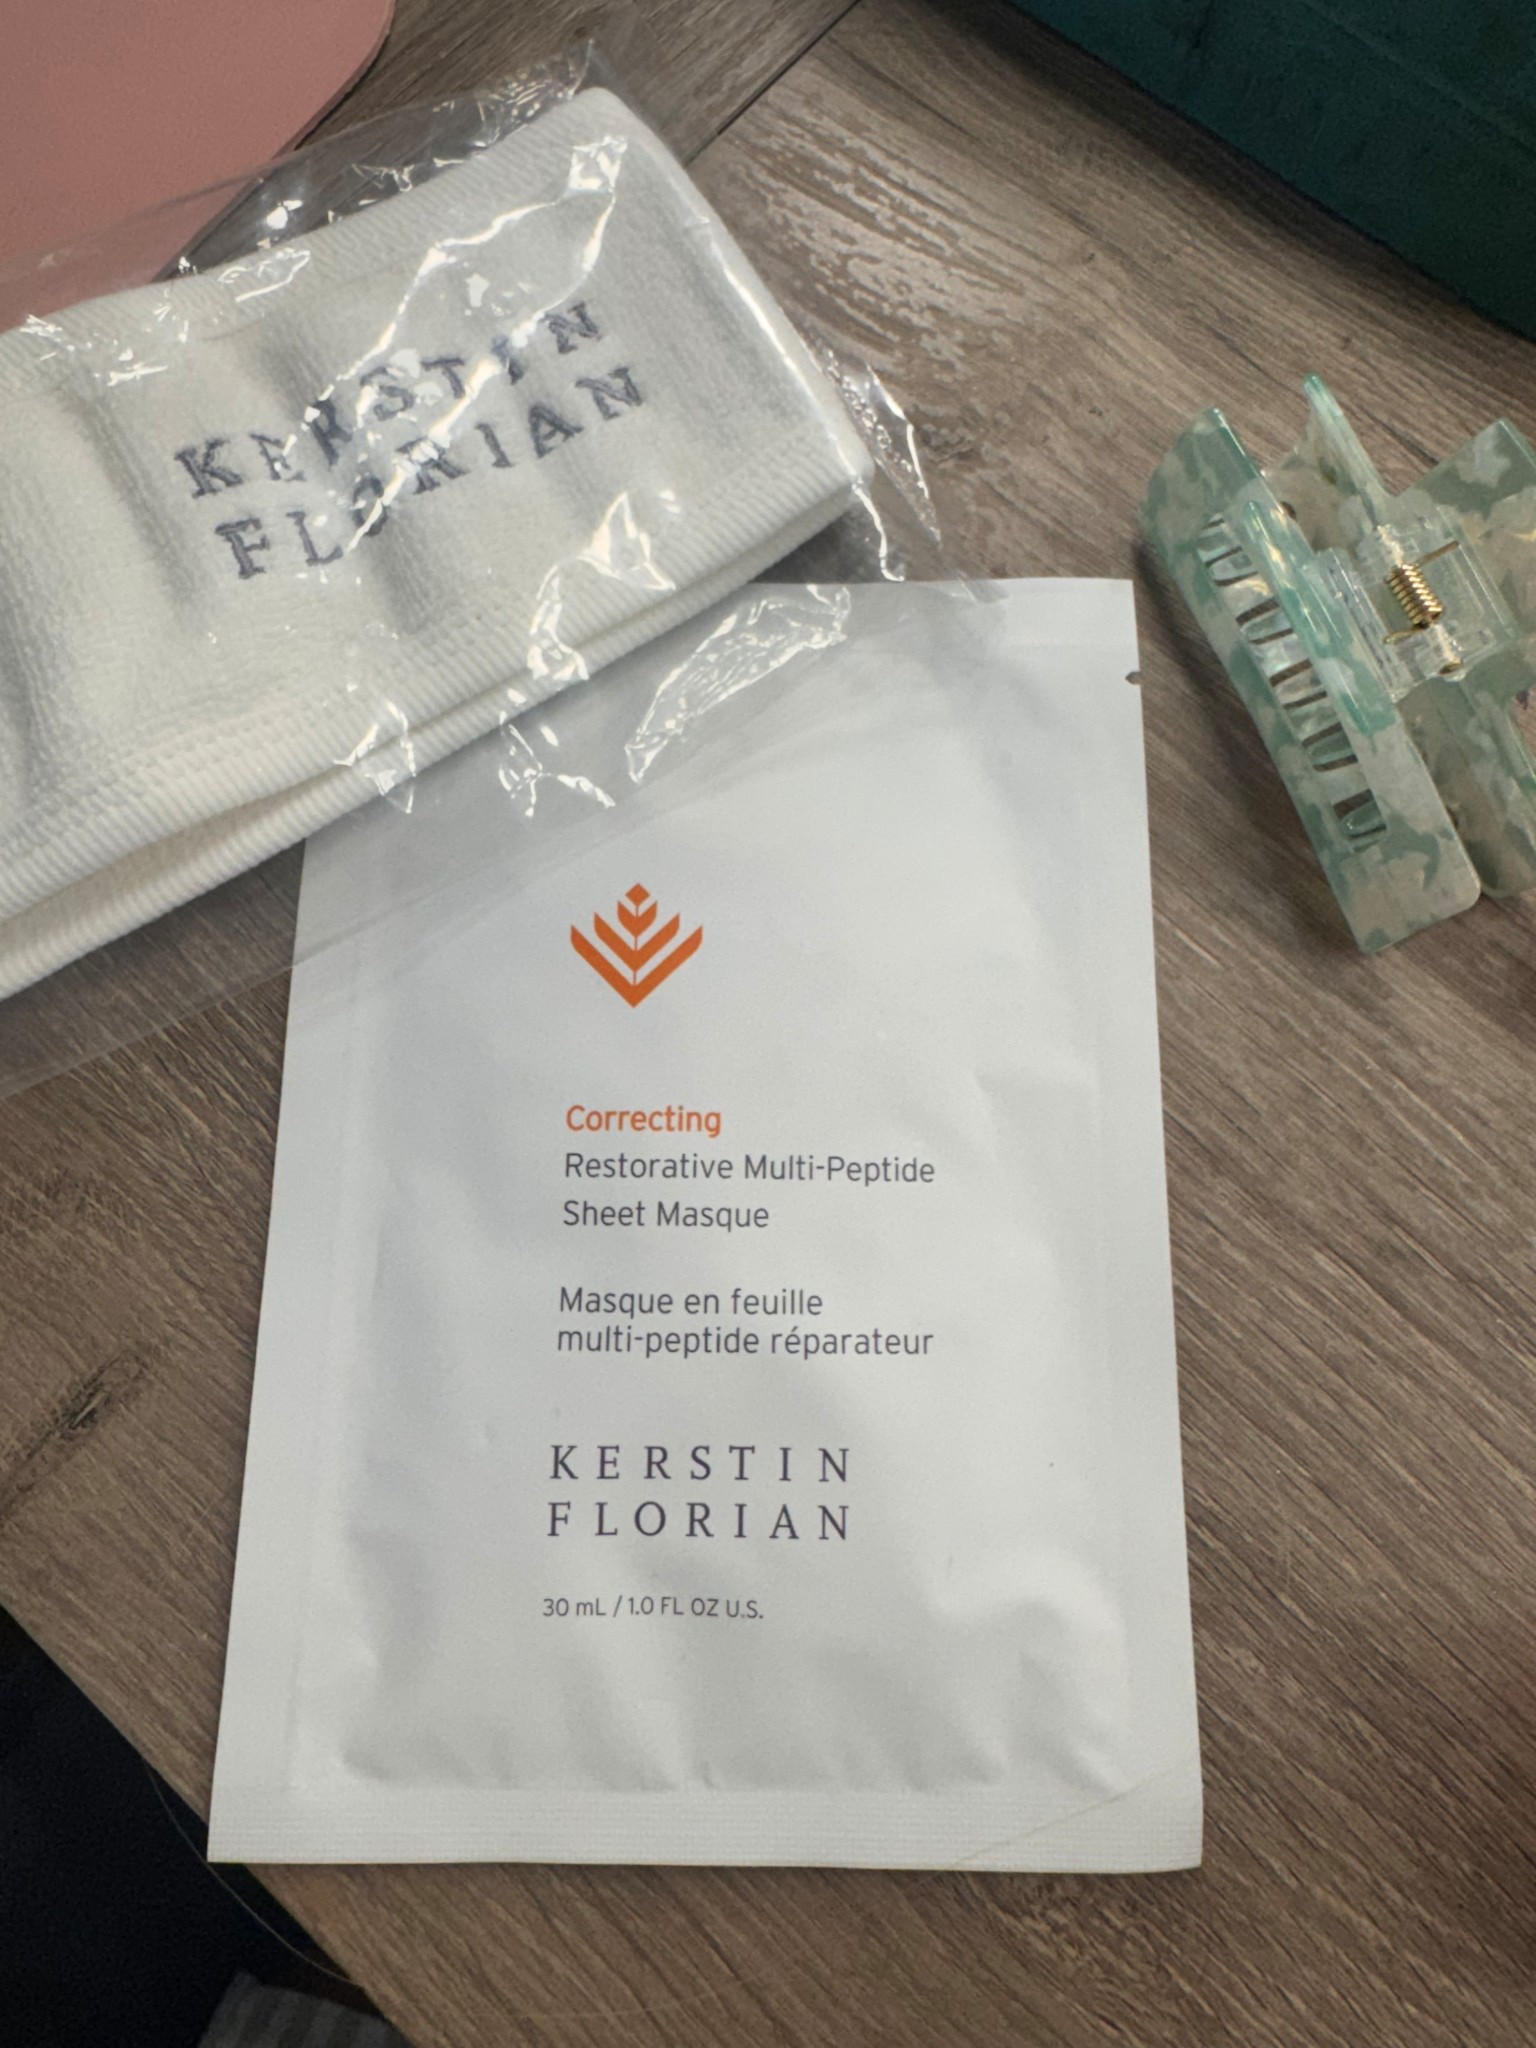 KERSTIN
FLORIAN
Correcting
Restorative Multi-Peptide
Sheet Masque
Masque en feuille
multi-peptide réparateur
KERSTIN
FLORIAN
30 mL / 1.0 FL OZ U.S.